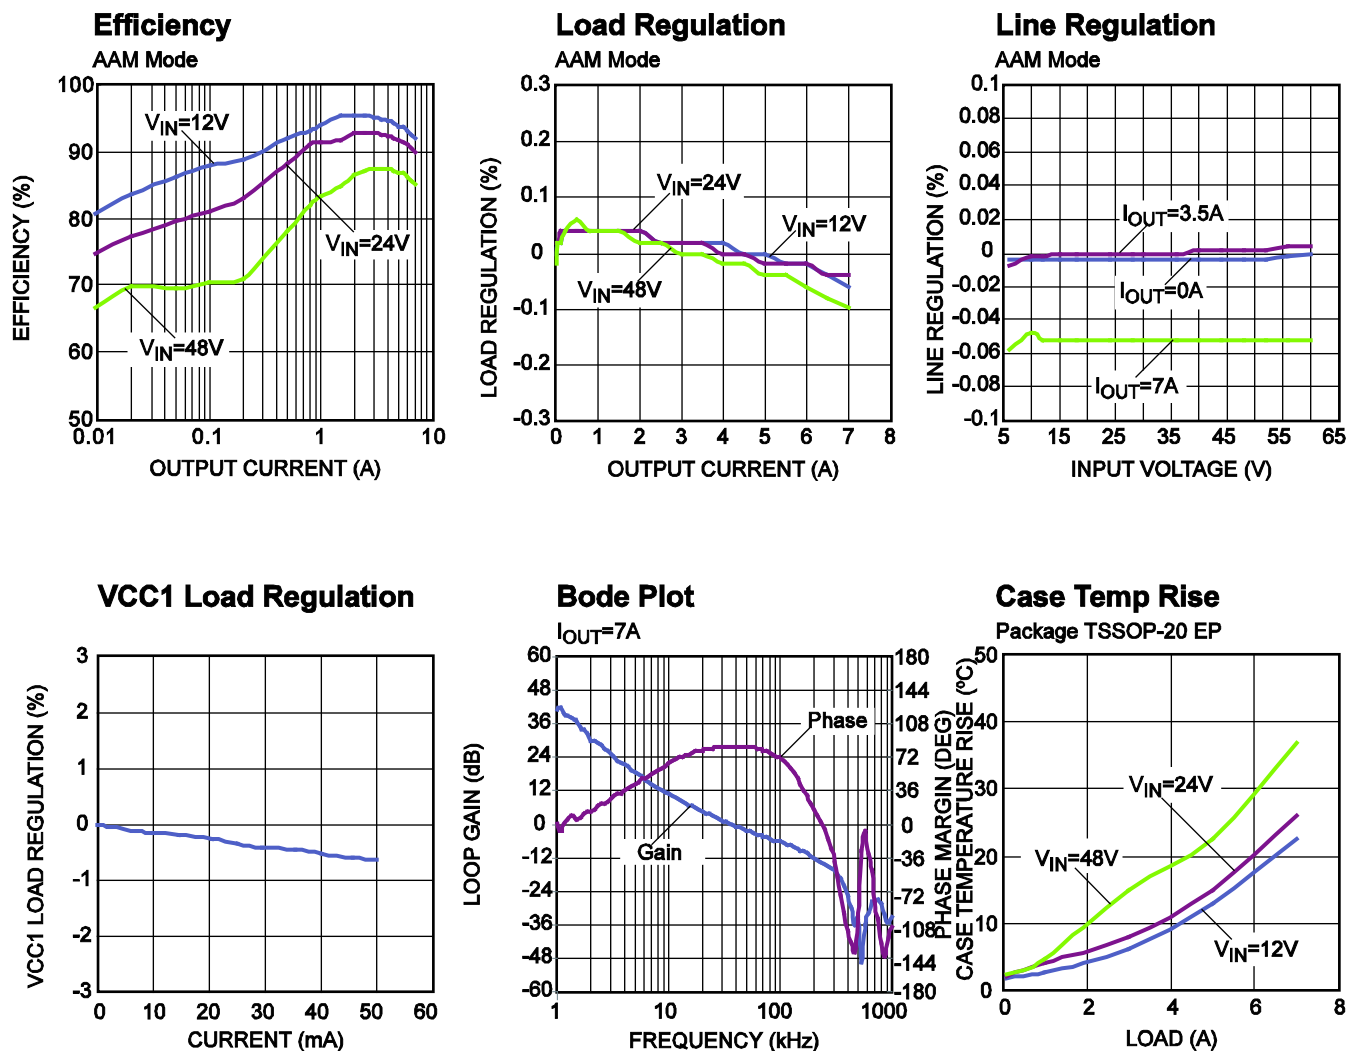 Efficiency
AAM Mode
100
90
80
70
60
50
0.01
0.1
1
10
EFFICIENCY (%)
OUTPUT CURRENT (A)
VIN=12V
VIN=24V
VIN=48V
Load Regulation
AAM Mode
0.3
0.2
0.1
0
-0.1
-0.2
-0.3
0
1
2
3
4
5
6
7
8
LOAD REGULATION (%)
OUTPUT CURRENT (A)
VIN=24V
VIN=12V
VIN=48V
Line Regulation
AAM Mode
0.1
0.08
0.06
0.04
0.02
0
-0.02
-0.04
-0.06
-0.08
-0.1
5
15
25
35
45
55
65
LINE REGULATION (%)
INPUT VOLTAGE (V)
IOUT=3.5A
IOUT=0A
IOUT=7A
VCC1 Load Regulation
3
2
1
0
-1
-2
-3
0
10
20
30
40
50
60
VCC1 LOAD REGULATION (%)
CURRENT (mA)
Bode Plot
IOUT=7A
60
48
36
24
12
0
-12
-24
-36
-48
-60
180
144
108
72
36
0
-36
-72
-108
-144
-180
1
10
100
1000
LOOP GAIN (dB)
PHASE MARGIN (DEG)
FREQUENCY (kHz)
Phase
Gain
Case Temp Rise
Package TSSOP-20 EP
50
40
30
20
10
0
0
2
4
6
8
CASE TEMPERATURE RISE (ºC)
LOAD (A)
VIN=24V
VIN=48V
VIN=12V